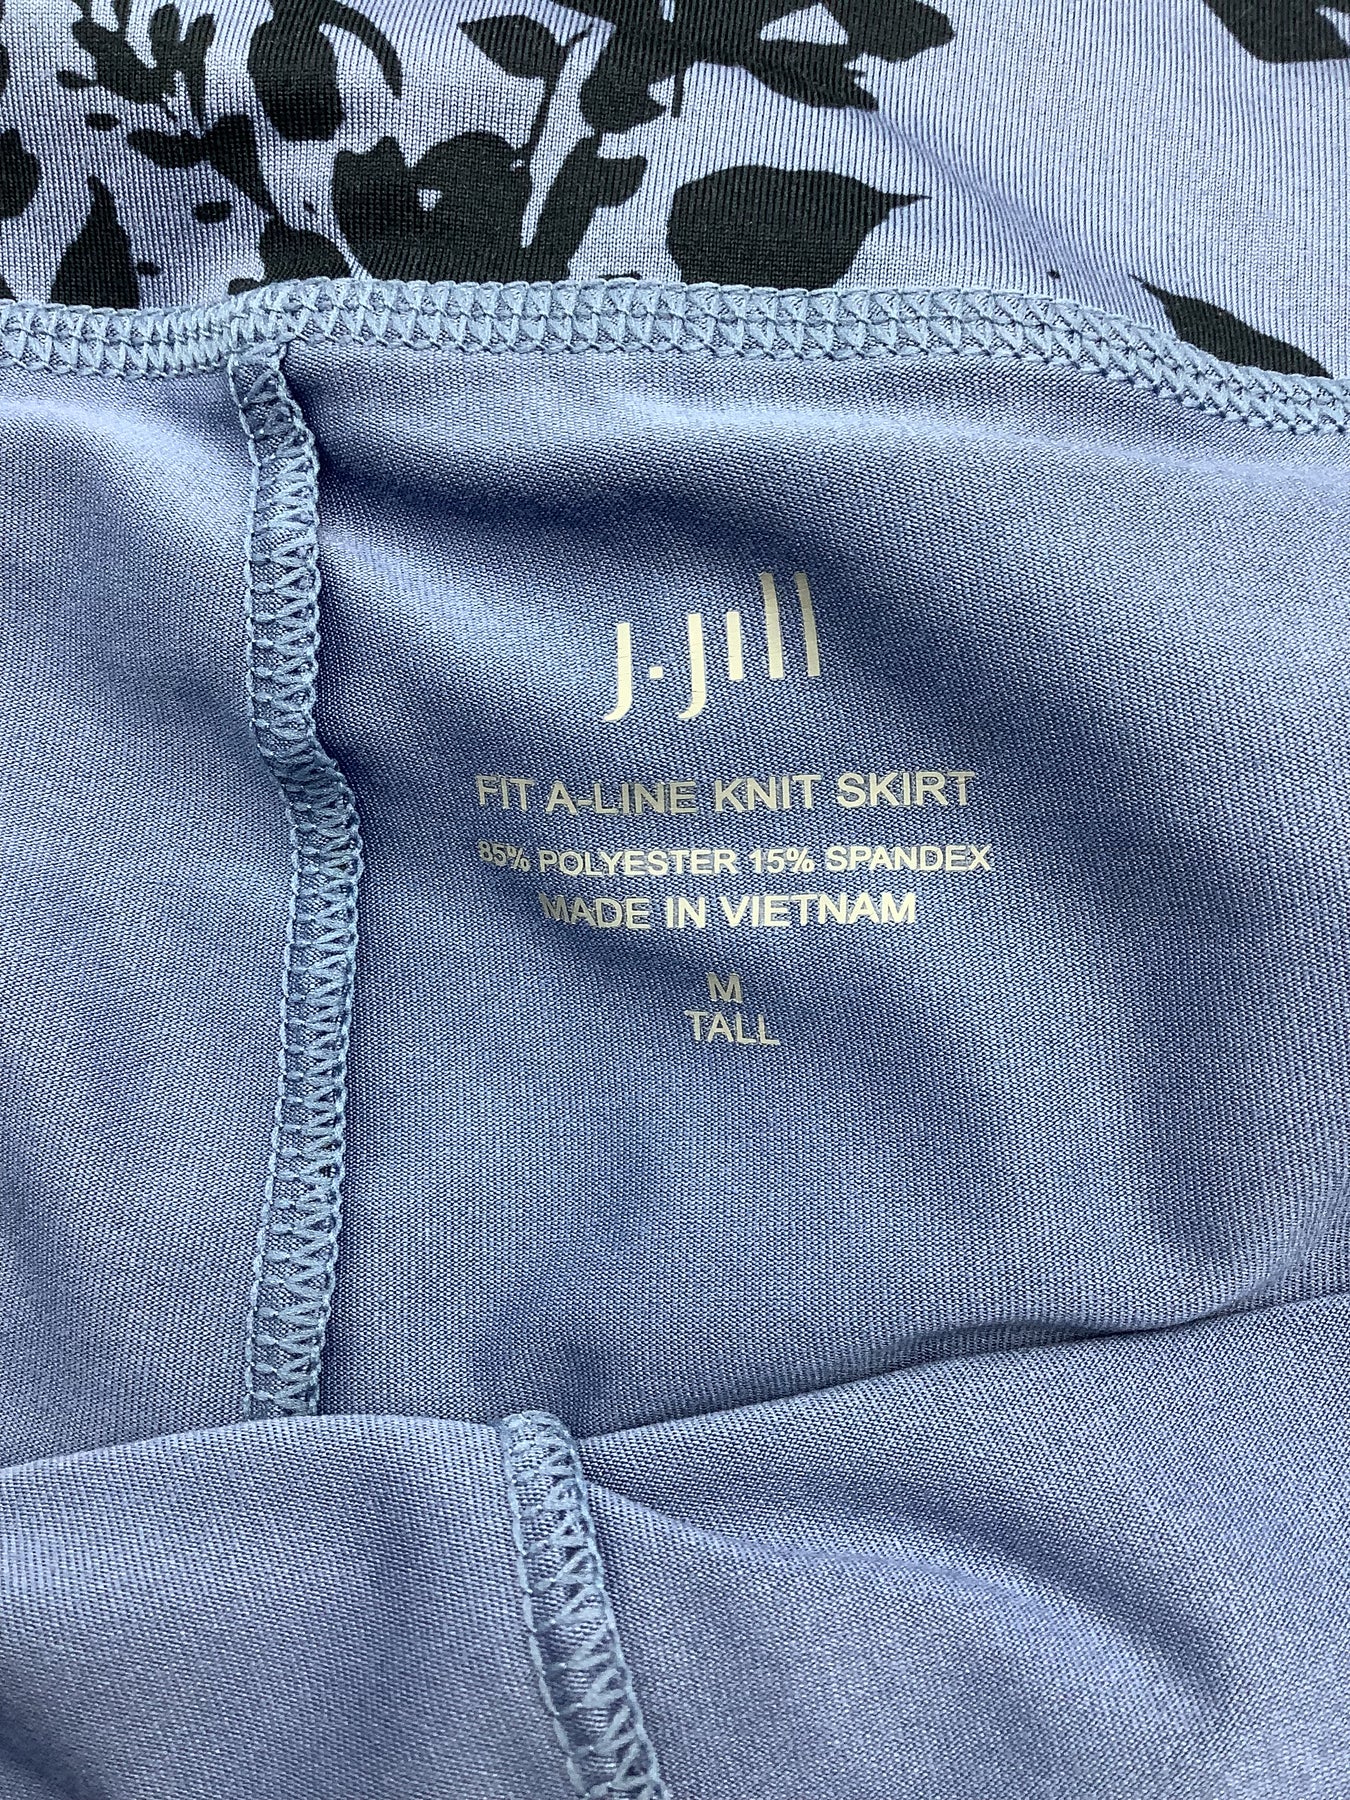 J.Jill
FIT A-LINE KNIT SKIRT
85% POLYESTER 15% SPANDEX
MADE IN VIETNAM
M
TALL